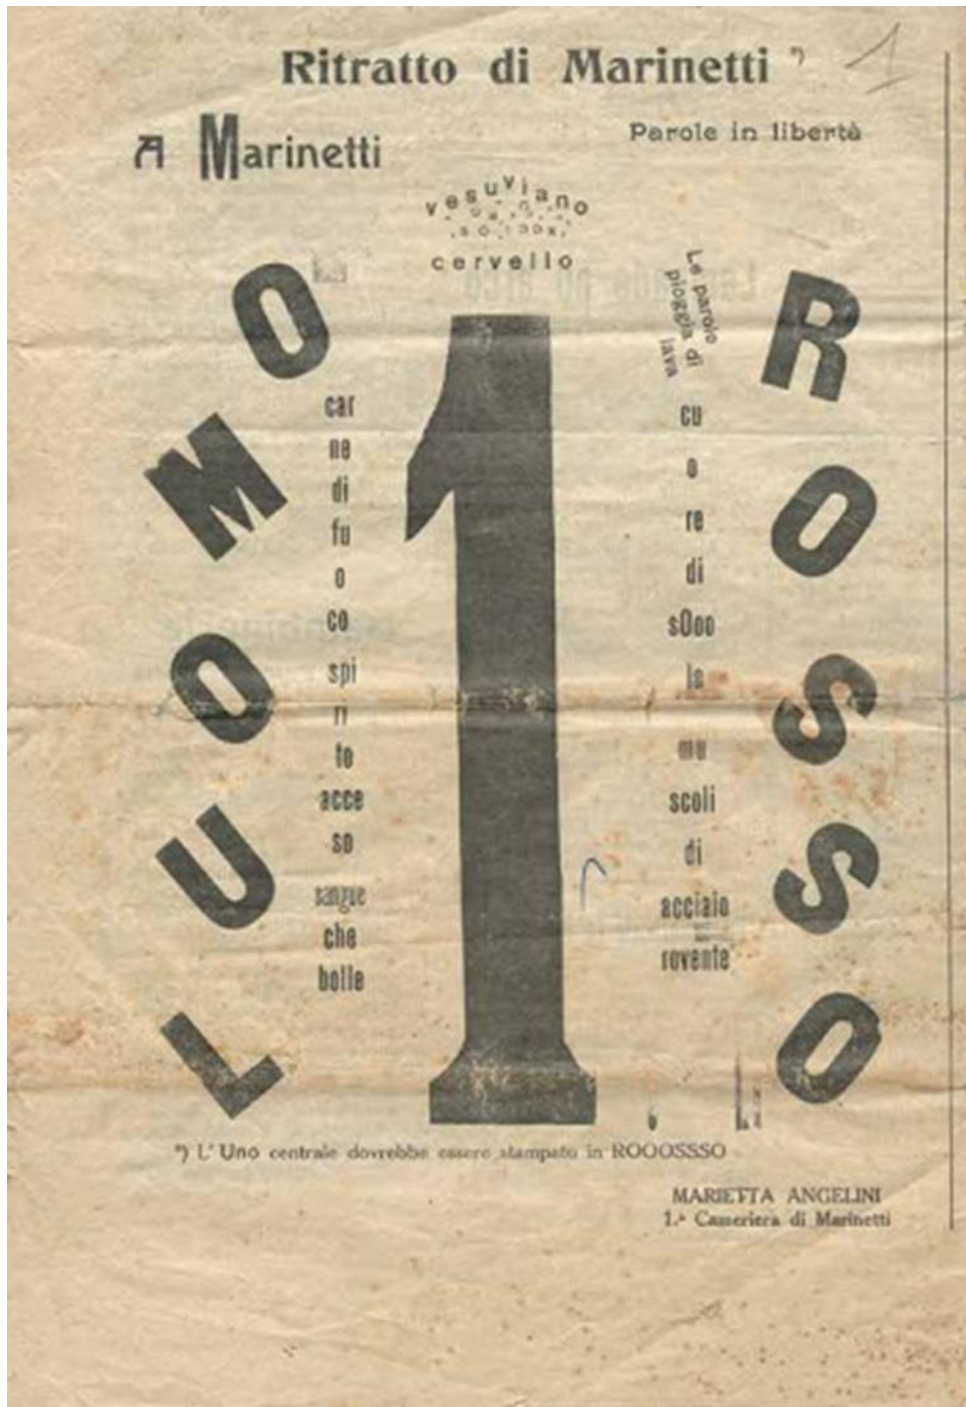 Ritratto di Marinetti *)
1
A Marinetti
Parole in libertà
vesuviano
cervello
L'UOMO
car
ne
di
fu
o
co
spi
ri
to
acce
so
sangue
che
bolle
1
Le parole
pioggia di
lava
cu
o
re
di
sOoo
le
mu
scoli
di
acciaio
rovente
ROSSO
*) L'Uno centrale dovrebbe essere stampato in ROOOSSSO
MARIETTA ANGELINI
1.ª Cameriera di Marinetti